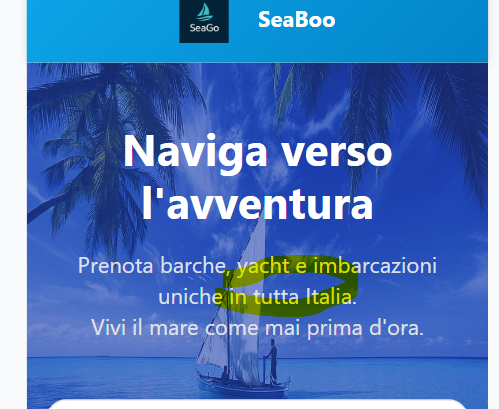 SeaGo
SeaBoo
Naviga verso
l'avventura
Prenota barche, yacht e imbarcazioni
uniche in tutta Italia.
Vivi il mare come mai prima d'ora.